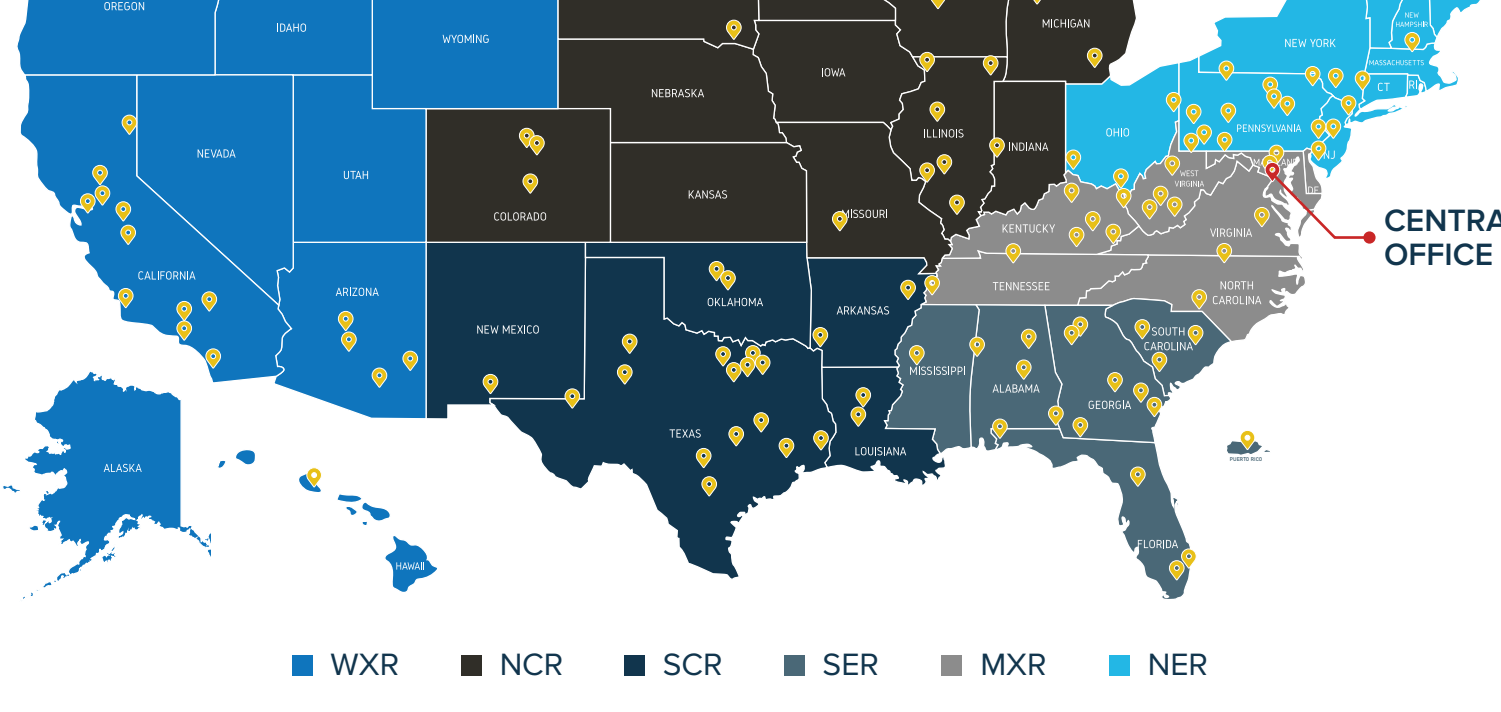 OREGON
IDAHO
WYOMING
MICHIGAN
NEW
HAMPSHIR
NEW YORK
MASSACHUSETTS
IOWA
NEBRASKA
CT
RI
ILLINOIS
INDIANA
OHIO
PENNSYLVANIA
NEVADA
UTAH
NJ
WEST
VIRGINIA
DE
KANSAS
COLORADO
MISSOURI
KENTUCKY
VIRGINIA
CENTRA
OFFICE
CALIFORNIA
ARIZONA
TENNESSEE
NORTH
CAROLINA
OKLAHOMA
ARKANSAS
NEW MEXICO
SOUTH
CAROLINA
MISSISSIPPI
ALABAMA
GEORGIA
TEXAS
LOUISIANA
PUERTO RICO
ALASKA
FLORIDA
HAWAII
WXR
NCR
SCR
SER
MXR
NER